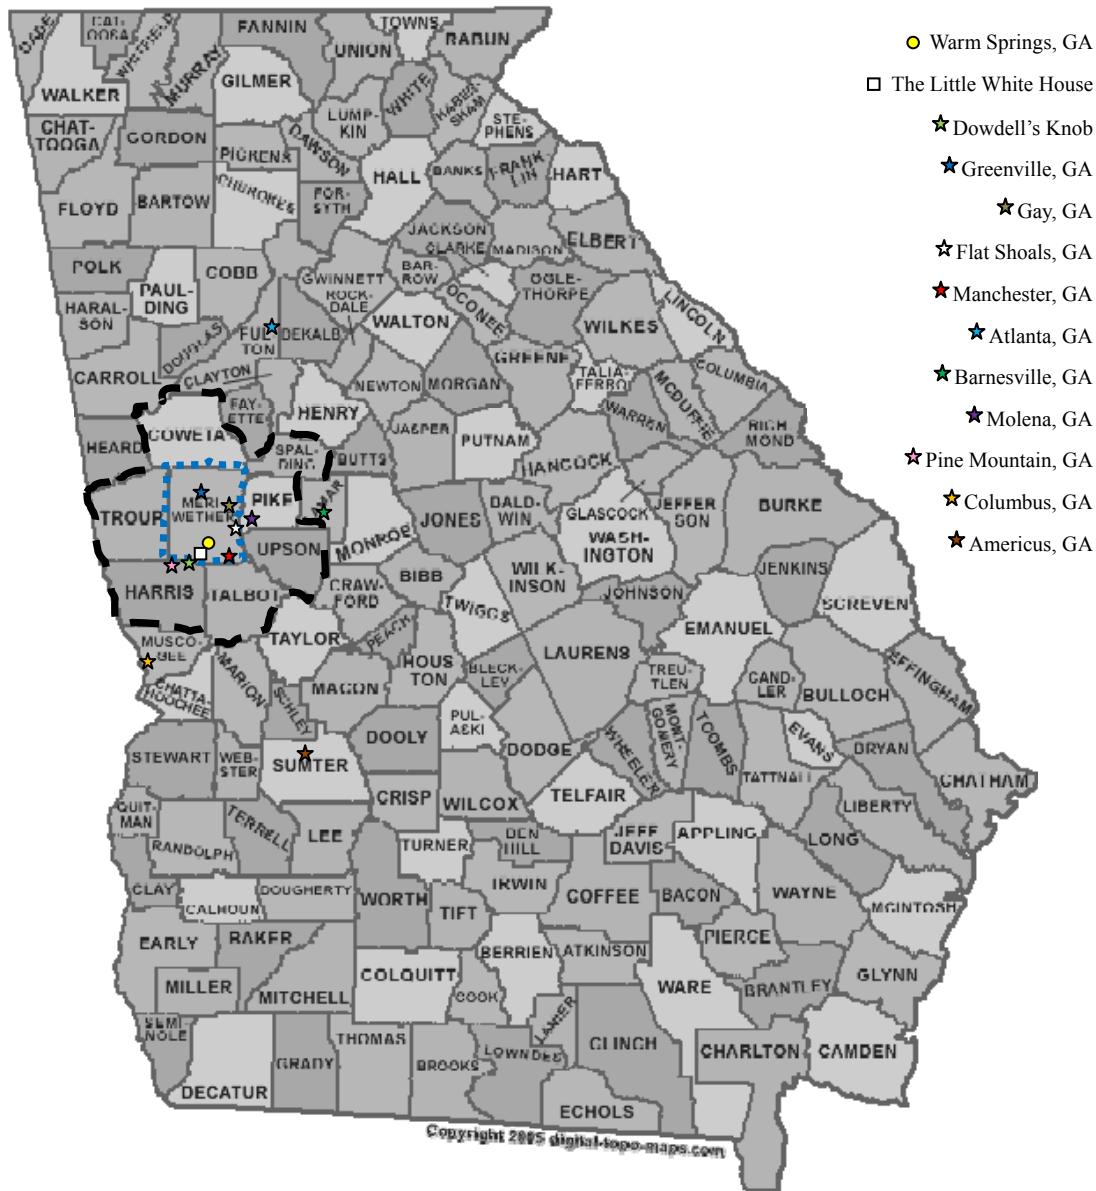 DADE
CAT-
OOSA
WHITFIELD
MURRAY
FANNIN
TOWNS
UNION
RABUN
WALKER
GILMER
LUMP-
KIN
WHITE
HABER-
SHAM
STE-
PHENS
CHAT-
TOOGA
GORDON
PICKENS
DAWSON
HALL
BANKS
FRANK
LIN
HART
FLOYD
BARTOW
CHEROKEE
FOR-
SYTH
JACKSON
CLARKE
MADISON
ELBERT
POLK
PAUL-
DING
COBB
GWINNETT
BAR-
ROW
OCONEE
OGLE-
THORPE
HARAL-
SON
DOUGLAS
FUL
TON
DEKALB
ROCK-
DALE
WALTON
WILKES
LINCOLN
CARROLL
CLAYTON
HENRY
NEWTON
MORGAN
GREENE
TALIA-
FERRO
MCDUFFIE
COLUMBIA
HEARD
COWETA
FAY-
ETTE
SPAL-
DING
BUTTS
JASPER
PUTNAM
HANCOCK
WARREN
RICH
MOND
TROUP
MERI
WETHER
PIKE
LAMAR
MONROE
JONES
BALD-
WIN
GLASCOCK
WASH-
INGTON
JEFFER
SON
BURKE
HARRIS
TALBOT
UPSON
CRAW-
FORD
BIBB
TWIGGS
WILK-
INSON
JOHNSON
JENKINS
SCREVEN
MUSCO-
GEE
CHATTA-
HOOCHEE
MARION
TAYLOR
PEACH
HOUS
TON
BLECK-
LEY
LAURENS
EMANUEL
TREU-
TLEN
CAND-
LER
BULLOCH
EFFINGHAM
STEWART
WEB-
STER
SCHLEY
MACON
SUMTER
DOOLY
PUL-
ASKI
DODGE
WHEELER
MONT-
GOMERY
TOOMBS
TATTNALL
EVANS
BRYAN
CHATHAM
QUIT-
MAN
RANDOLPH
TERRELL
LEE
CRISP
WILCOX
TELFAIR
JEFF
DAVIS
APPLING
LONG
LIBERTY
CLAY
CALHOUN
DOUGHERTY
WORTH
TURNER
BEN
HILL
IRWIN
TIFT
COFFEE
BACON
WAYNE
MCINTOSH
EARLY
BAKER
MILLER
MITCHELL
COLQUITT
COOK
BERRIEN
ATKINSON
WARE
PIERCE
BRANTLEY
GLYNN
SEMI-
NOLE
DECATUR
GRADY
THOMAS
BROOKS
LOWNDES
LANIER
CLINCH
ECHOLS
CHARLTON
CAMDEN
Copyright 2005 digital-topo-maps.com
Warm Springs, GA
The Little White House
Dowdell’s Knob
Greenville, GA
Gay, GA
Flat Shoals, GA
Manchester, GA
Atlanta, GA
Barnesville, GA
Molena, GA
Pine Mountain, GA
Columbus, GA
Americus, GA